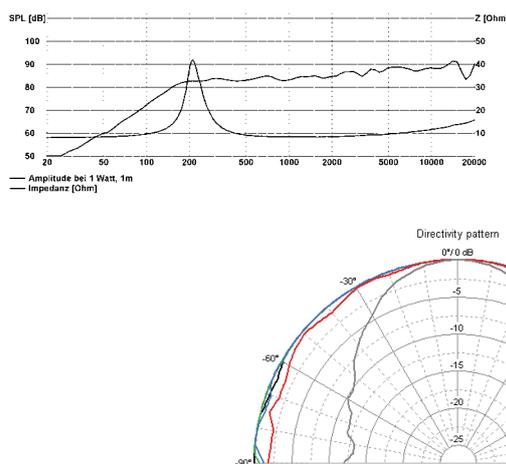 SPL [dB] Z [Ohm
100 50
90 40
80 30
70 20
60 10
50
20 50 100 200 500 1000 2000 5000 10000 20000
Amplitude bei 1 Watt, 1m
Impedanz [Ohm]
Directivity pattern
0°/0 dB
-30°
-5
-10
-60°
-15
-20
-25
-90°